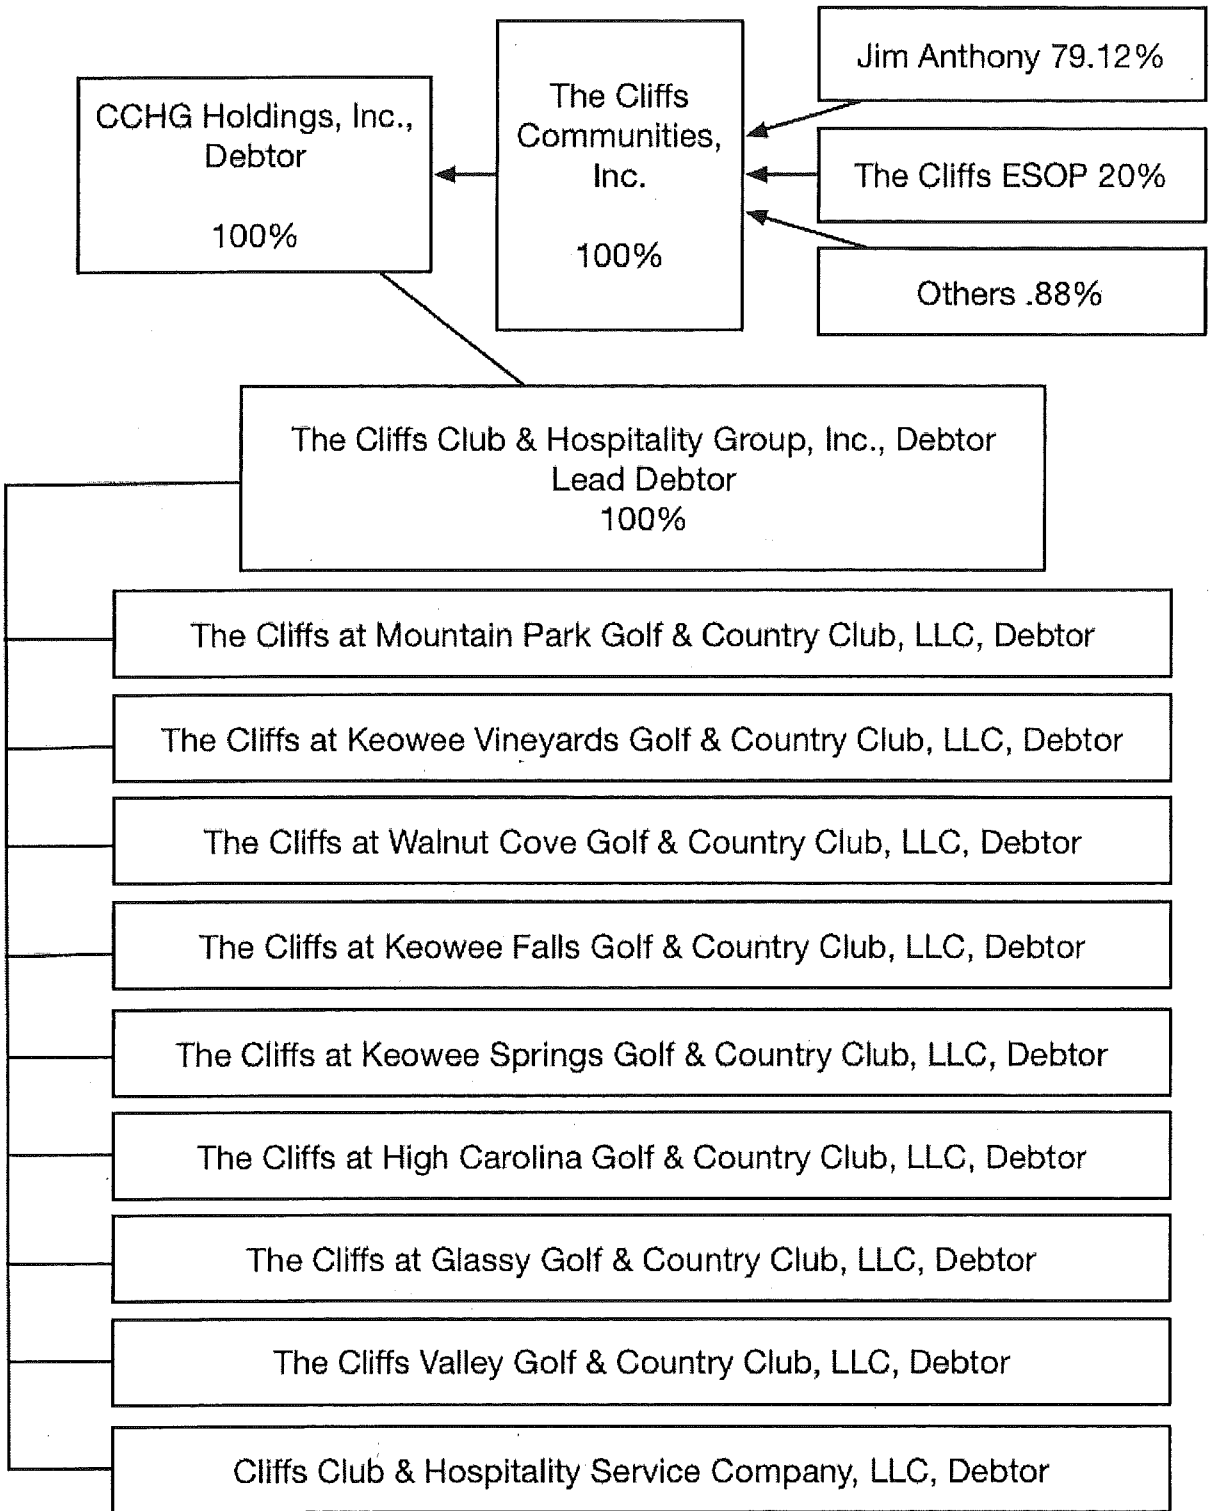 Jim Anthony 79.12%
The Cliffs
Communities,
Inc.
100%
CCHG Holdings, Inc.,
Debtor
100%
The Cliffs ESOP 20%
Others .88%
The Cliffs Club & Hospitality Group, Inc., Debtor
Lead Debtor
100%
The Cliffs at Mountain Park Golf & Country Club, LLC, Debtor
The Cliffs at Keowee Vineyards Golf & Country Club, LLC, Debtor
The Cliffs at Walnut Cove Golf & Country Club, LLC, Debtor
The Cliffs at Keowee Falls Golf & Country Club, LLC, Debtor
The Cliffs at Keowee Springs Golf & Country Club, LLC, Debtor
The Cliffs at High Carolina Golf & Country Club, LLC, Debtor
The Cliffs at Glassy Golf & Country Club, LLC, Debtor
The Cliffs Valley Golf & Country Club, LLC, Debtor
Cliffs Club & Hospitality Service Company, LLC, Debtor